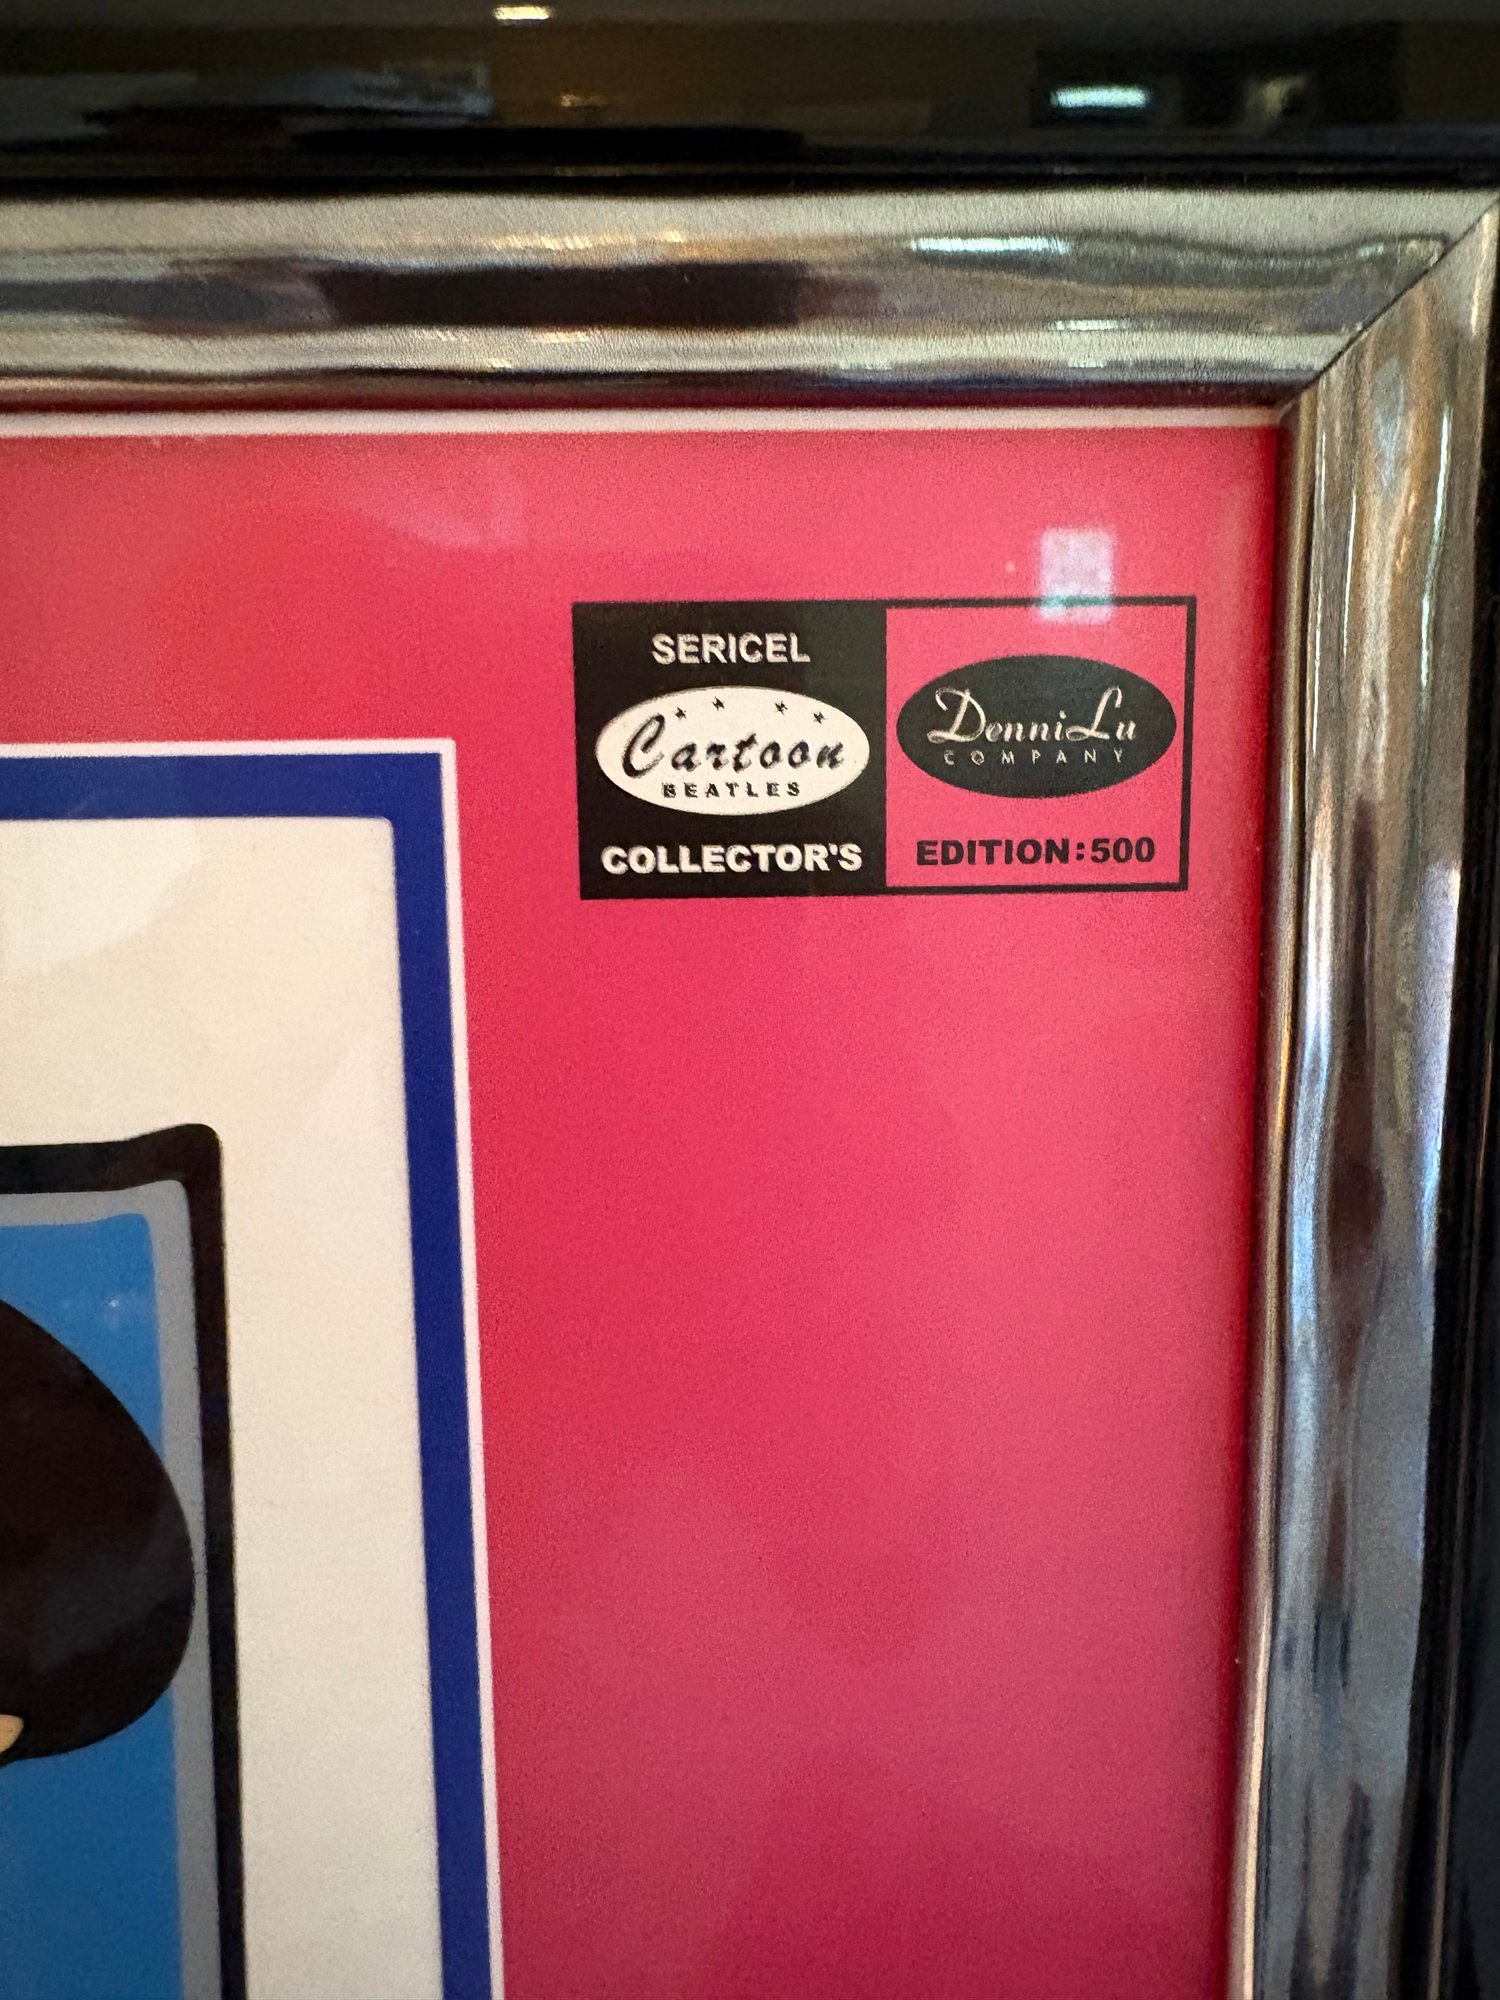 SERICEL
Cartoon
BEATLES
COLLECTOR'S
DenniLu
COMPANY
EDITION:500